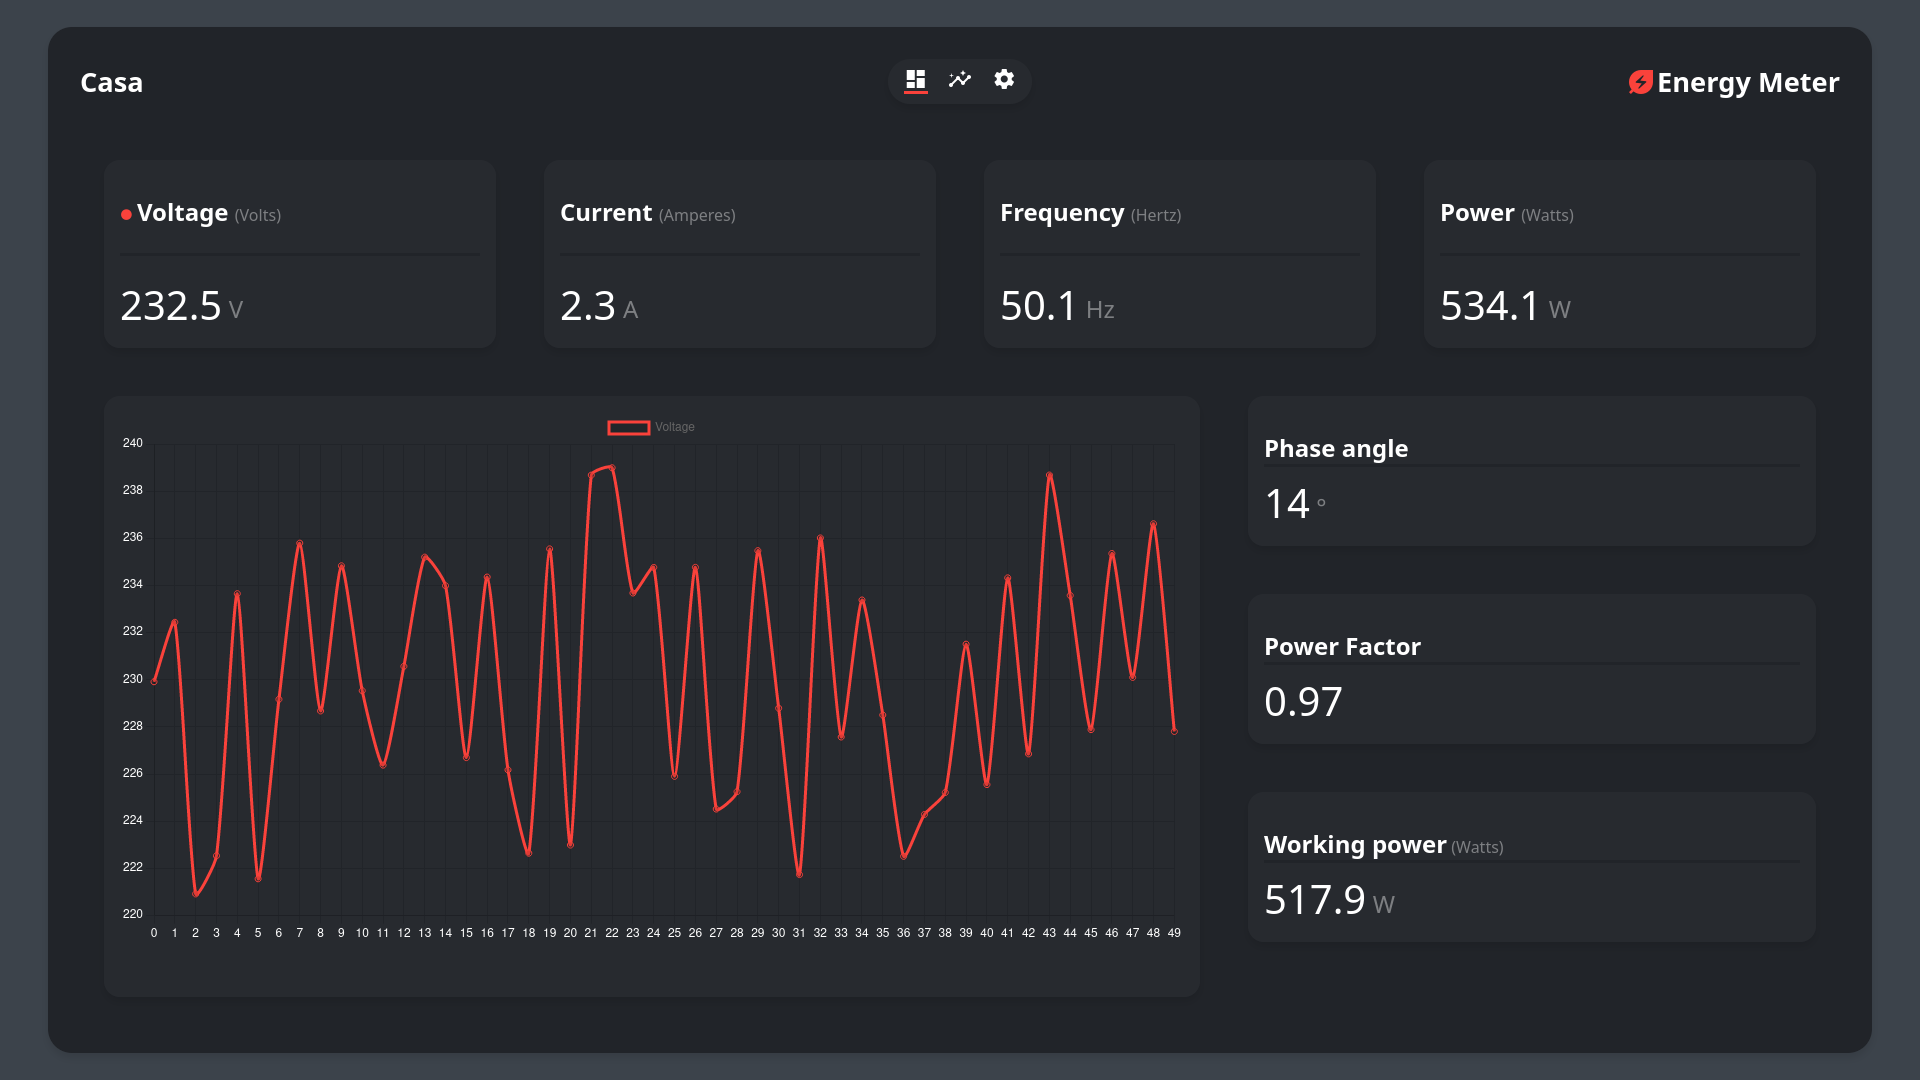 Casa
Energy Meter
Voltage (Volts)
232.5 V
Current (Amperes)
2.3 A
Frequency (Hertz)
50.1 Hz
Power (Watts)
534.1 W
Voltage
240
238
236
234
232
230
228
226
224
222
220
0 1 2 3 4 5 6 7 8 9 10 11 12 13 14 15 16 17 18 19 20 21 22 23 24 25 26 27 28 29 30 31 32 33 34 35 36 37 38 39 40 41 42 43 44 45 46 47 48 49
Phase angle
14 °
Power Factor
0.97
Working power (Watts)
517.9 W